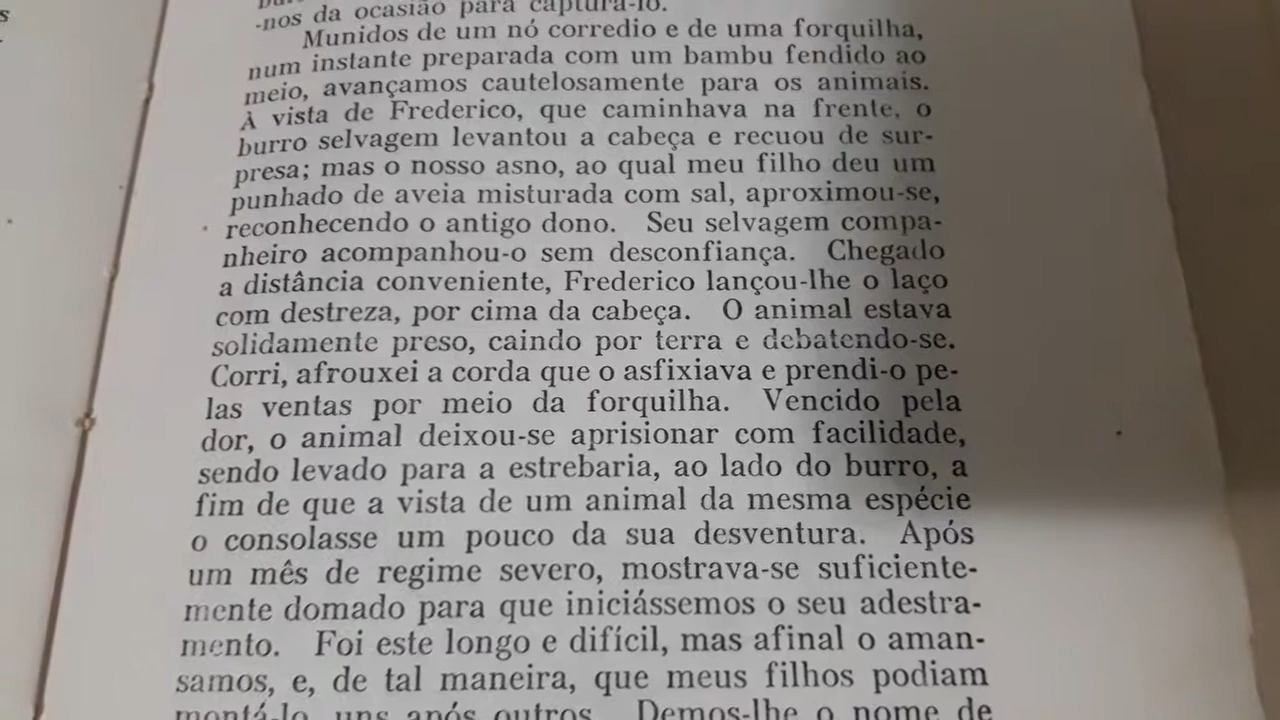 -nos da ocasião para capturá-lo.
Munidos de um nó corredio e de uma forquilha,
num instante preparada com um bambu fendido ao
meio, avançamos cautelosamente para os animais.
À vista de Frederico, que caminhava na frente, o
burro selvagem levantou a cabeça e recuou de sur-
presa; mas o nosso asno, ao qual meu filho deu um
punhado de aveia misturada com sal, aproximou-se,
reconhecendo o antigo dono. Seu selvagem compa-
nheiro acompanhou-o sem desconfiança. Chegado
a distância conveniente, Frederico lançou-lhe o laço
com destreza, por cima da cabeça. O animal estava
solidamente preso, caindo por terra e debatendo-se.
Corri, afrouxei a corda que o asfixiava e prendi-o pe-
las ventas por meio da forquilha. Vencido pela
dor, o animal deixou-se aprisionar com facilidade,
sendo levado para a estrebaria, ao lado do burro, a
fim de que a vista de um animal da mesma espécie
o consolasse um pouco da sua desventura. Após
um mês de regime severo, mostrava-se suficiente-
mente domado para que iniciássemos o seu adestra-
mento. Foi este longo e difícil, mas afinal o aman-
samos, e, de tal maneira, que meus filhos podiam
montá-lo, uns após outros. Demos-lhe o nome de